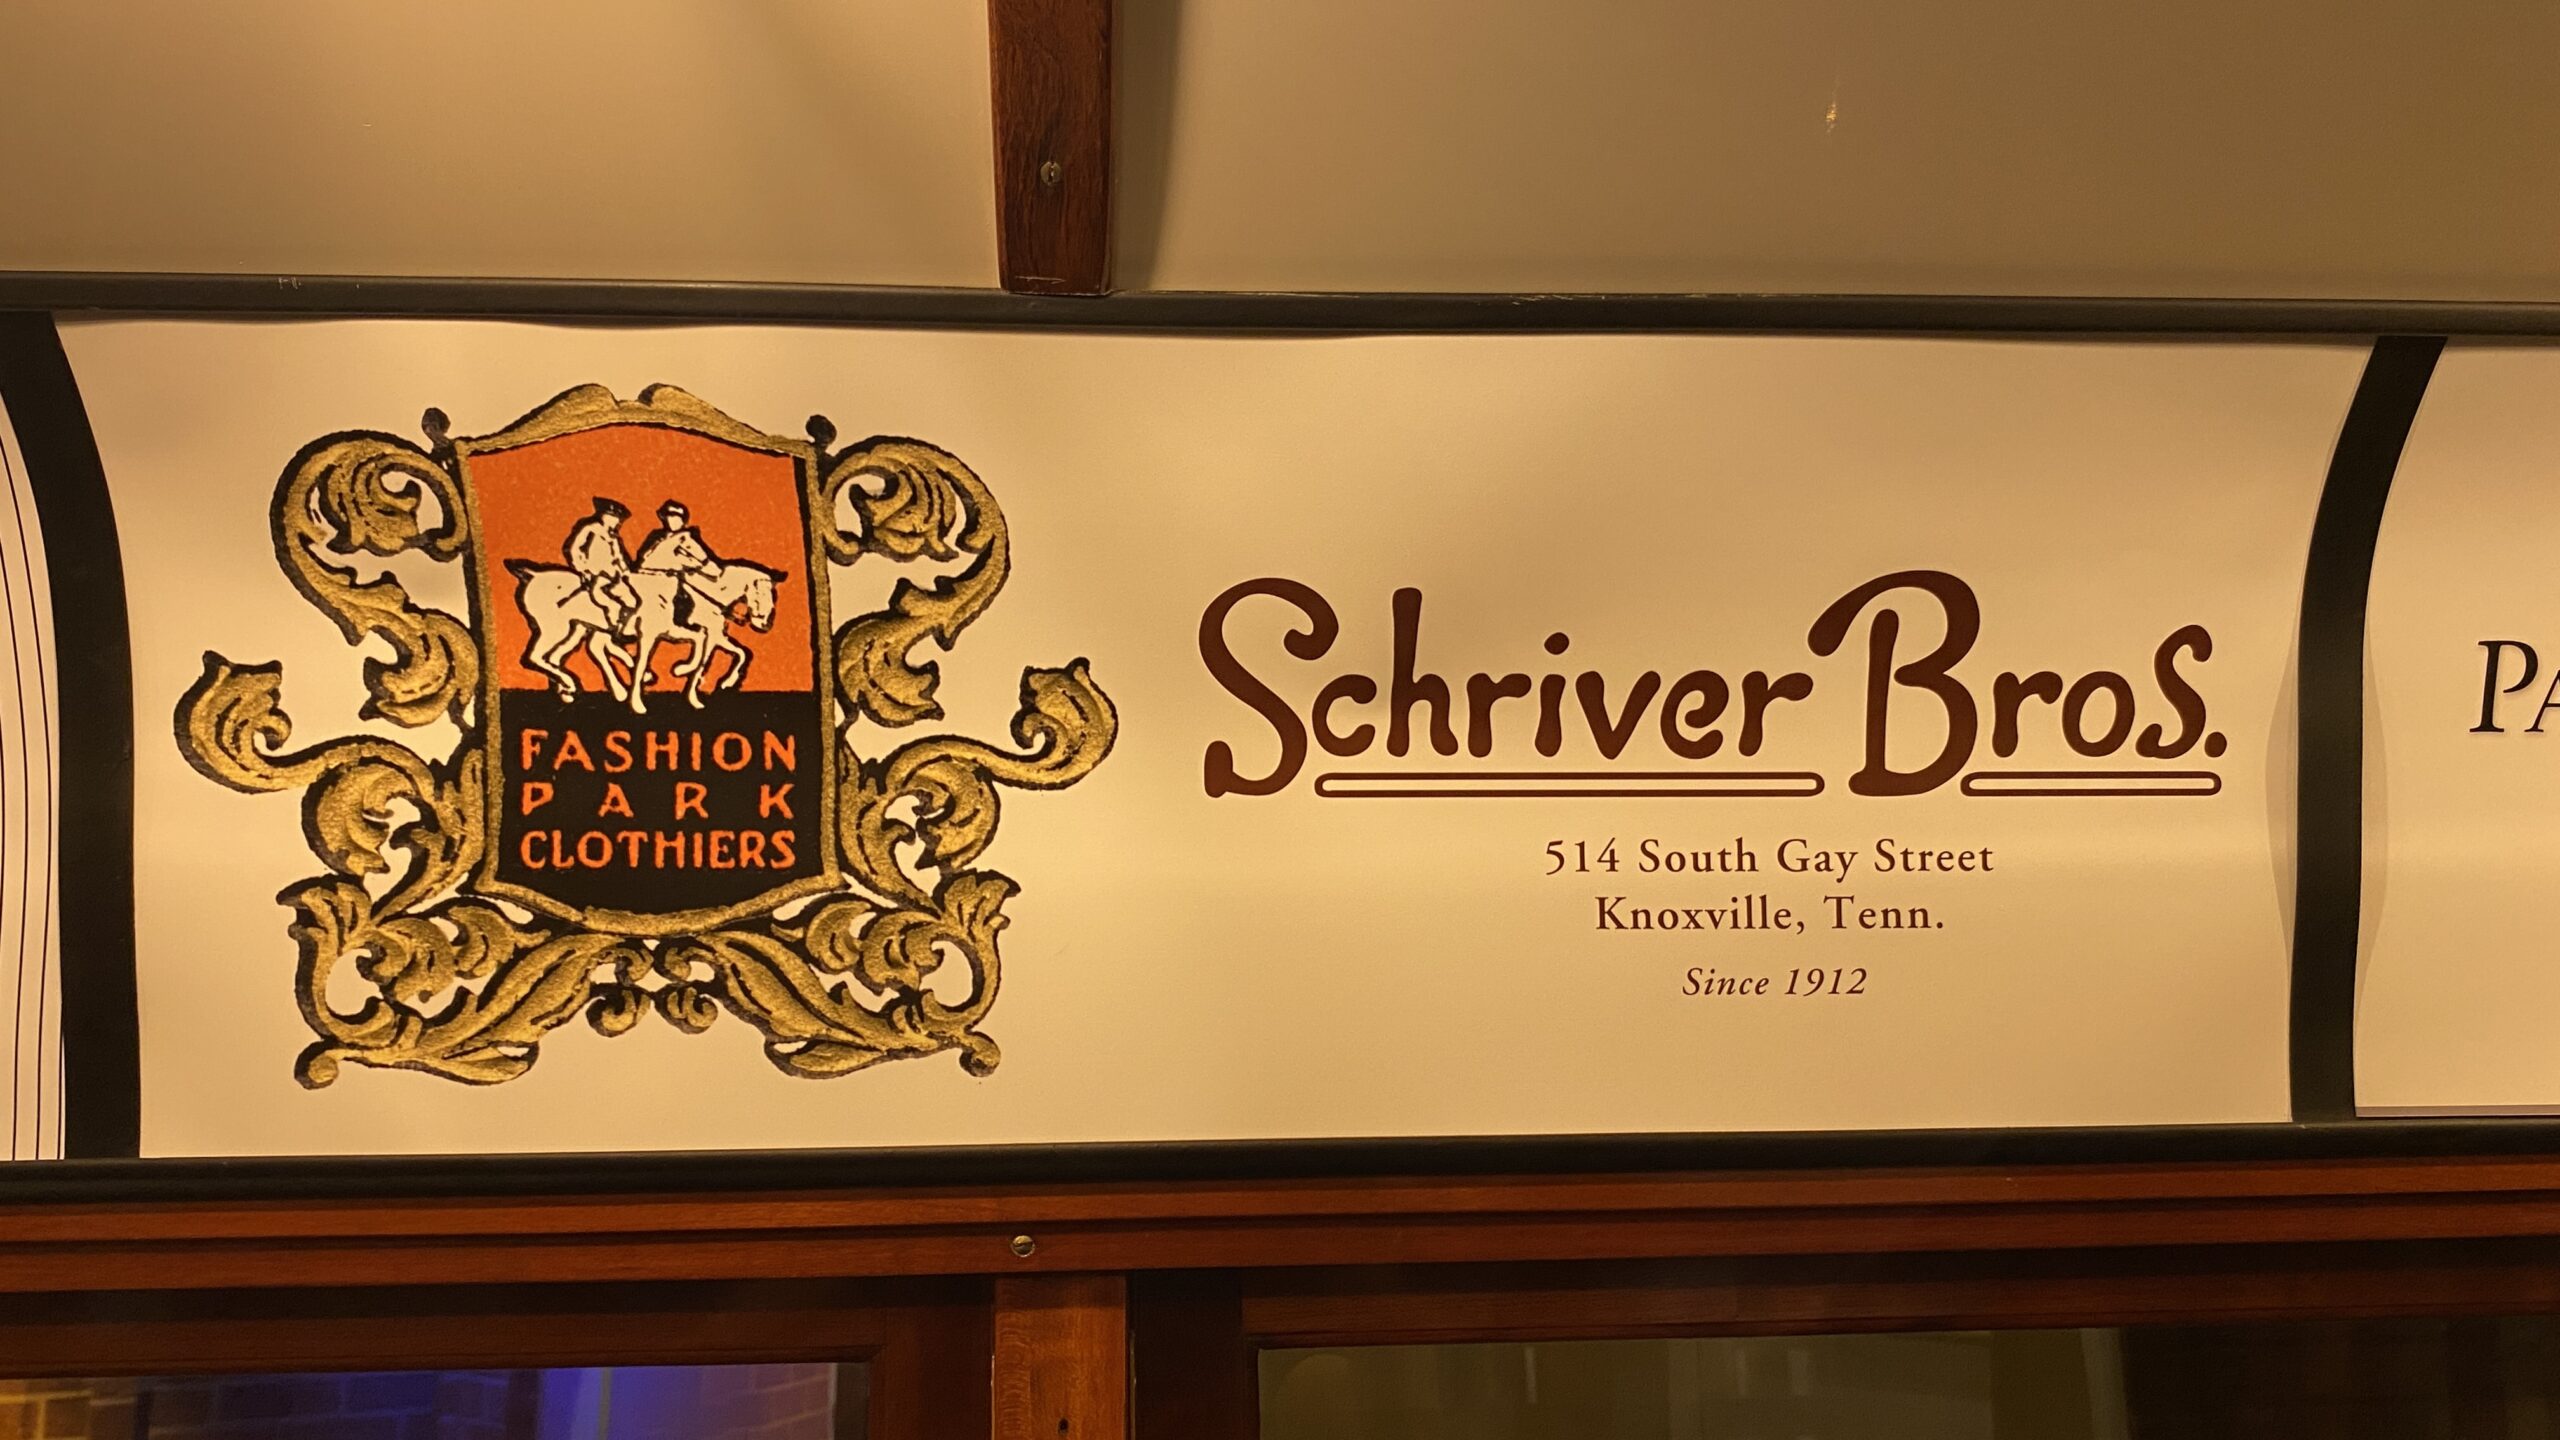 FASHION
PARK
CLOTHIERS
Schriver Bros.
514 South Gay Street
Knoxville, Tenn.
Since 1912